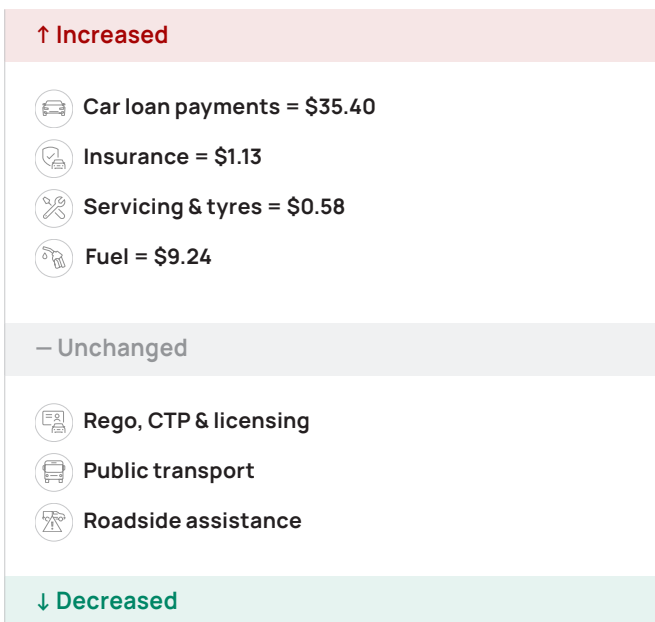 ↑ Increased
Car loan payments = $35.40
Insurance = $1.13
Servicing & tyres = $0.58
Fuel = $9.24
— Unchanged
Rego, CTP & licensing
Public transport
Roadside assistance
↓ Decreased